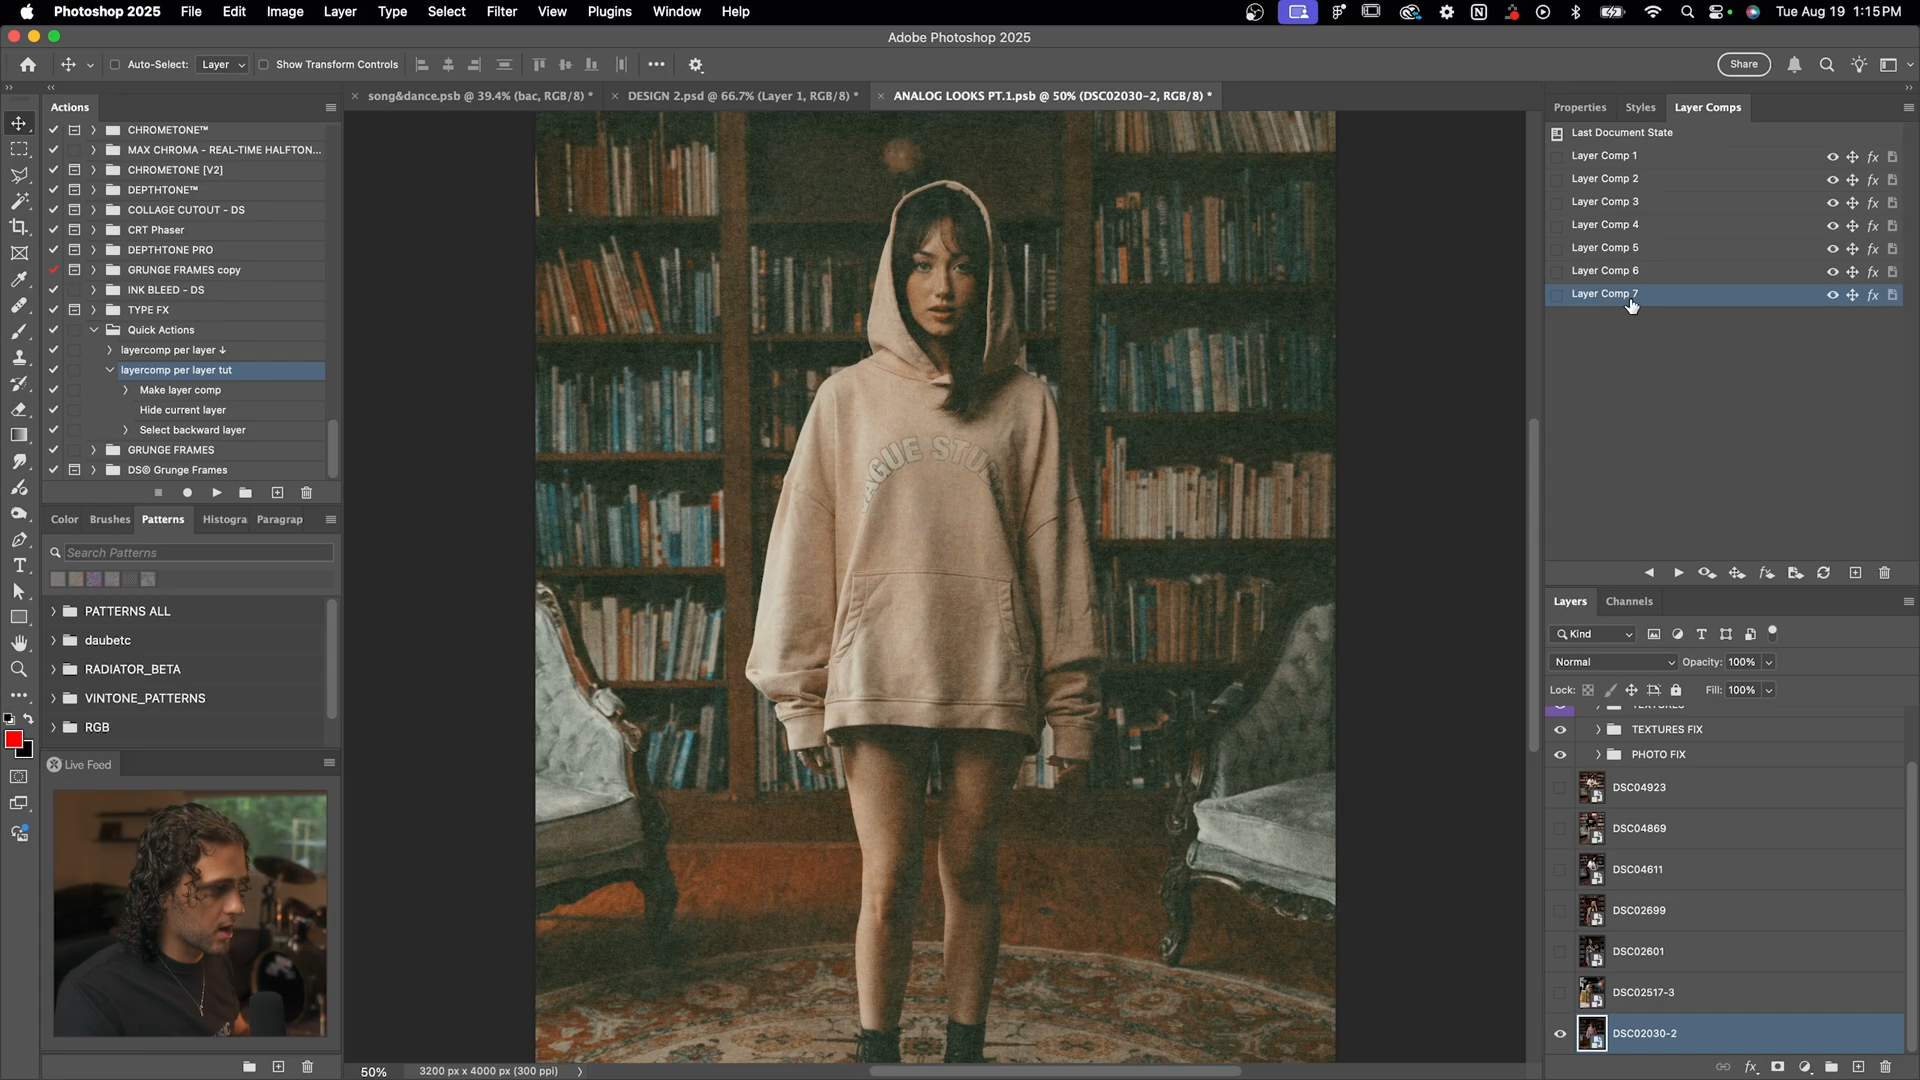 Photoshop 2025 File Edit Image Layer Type Select Filter View Plugins Window Help Tue Aug 19 1:15 PM
Adobe Photoshop 2025
Auto-Select: Layer Show Transform Controls Share
song&dance.psb @ 39.4% (bac, RGB/8) * DESIGN 2.psd @ 66.7% (Layer 1, RGB/8) * ANALOG LOOKS PT.1.psb @ 50% (DSC02030-2, RGB/8) *
Actions
CHROMETONE™
MAX CHROMA - REAL-TIME HALFTON...
CHROMETONE [V2]
DEPTHTONE™
COLLAGE CUTOUT - DS
CRT Phaser
DEPTHTONE PRO
GRUNGE FRAMES copy
INK BLEED - DS
TYPE FX
Quick Actions
layercomp per layer ↓
layercomp per layer tut
Make layer comp
Hide current layer
Select backward layer
GRUNGE FRAMES
DS© Grunge Frames
Color Brushes Patterns Histogra Paragrap
Search Patterns
PATTERNS ALL
daubetc
RADIATOR_BETA
VINTONE_PATTERNS
RGB
Live Feed
50% 3200 px x 4000 px (300 ppi)
Properties Styles Layer Comps
Last Document State
Layer Comp 1
Layer Comp 2
Layer Comp 3
Layer Comp 4
Layer Comp 5
Layer Comp 6
Layer Comp 7
Layers Channels
Kind
Normal Opacity: 100%
Lock: Fill: 100%
TEXTURES
TEXTURES FIX
PHOTO FIX
DSC04923
DSC04869
DSC04611
DSC02699
DSC02601
DSC02517-3
DSC02030-2